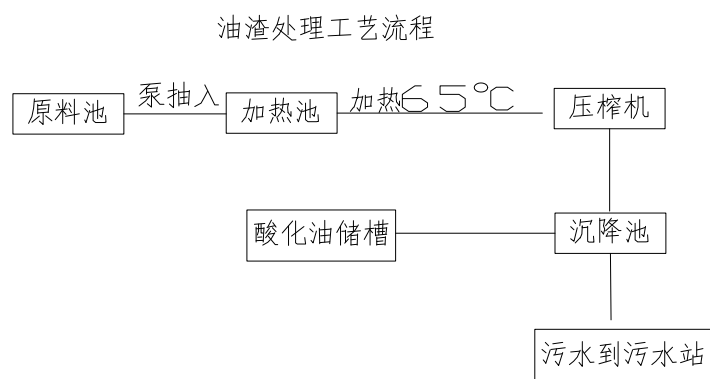 油渣处理工艺流程
原料池
泵抽入
加热池
加热65℃
压榨机
酸化油储槽
沉降池
污水到污水站